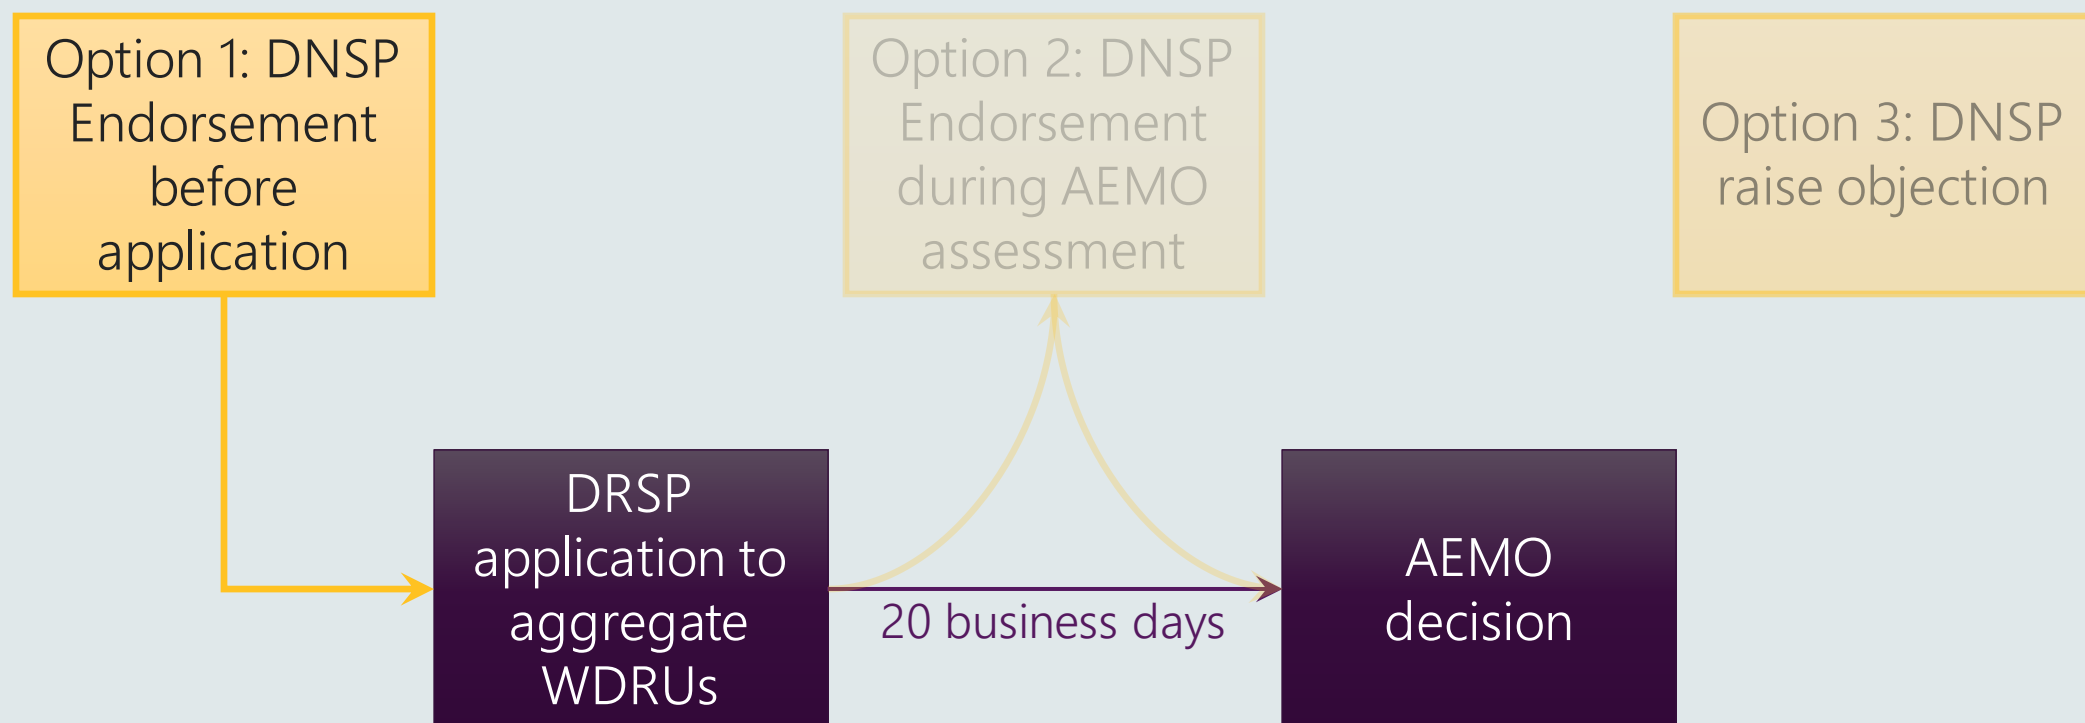 Option 1: DNSP
Endorsement
before
application
Option 2: DNSP
Endorsement
during AEMO
assessment
Option 3: DNSP
raise objection
DRSP
application to
aggregate
WDRUs
20 business days
AEMO
decision